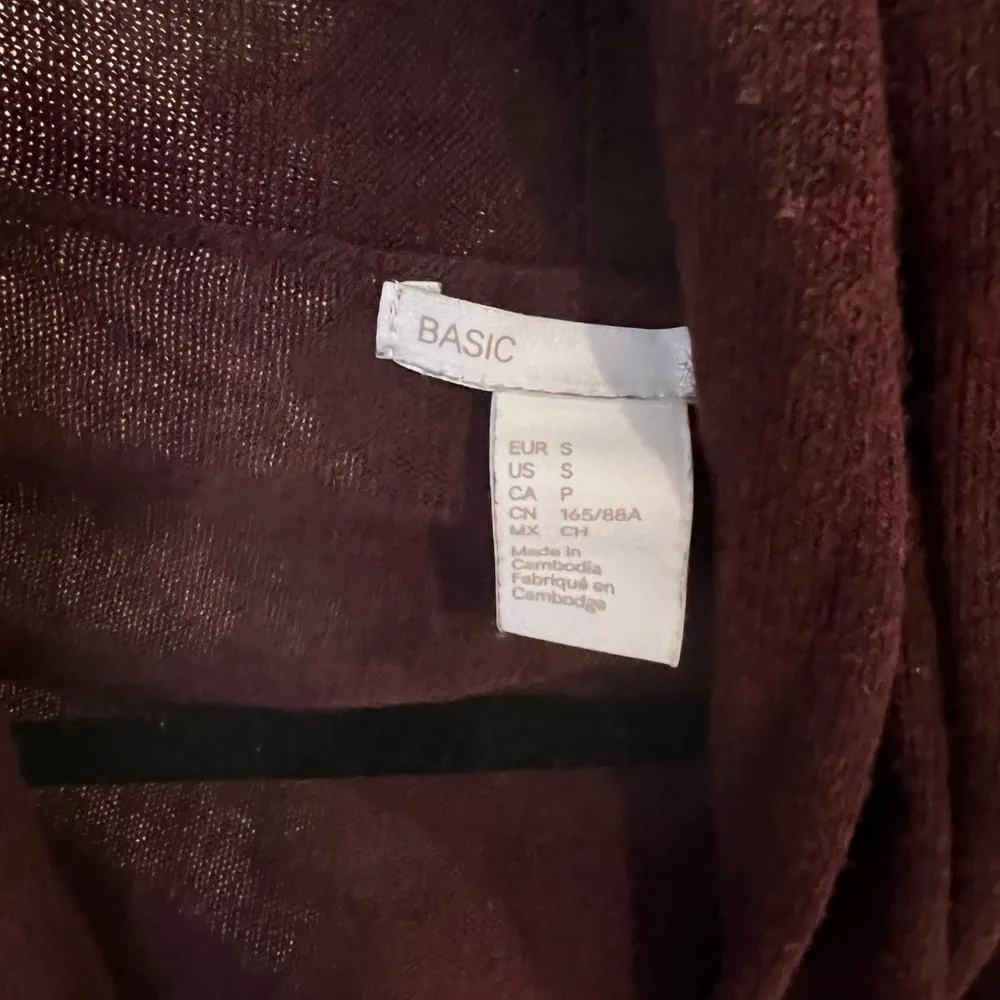 BASIC
EUR S
US S
CA P
CN 165/88A
MX CH
Made in
Cambodia
Fabriqué en
Cambodge